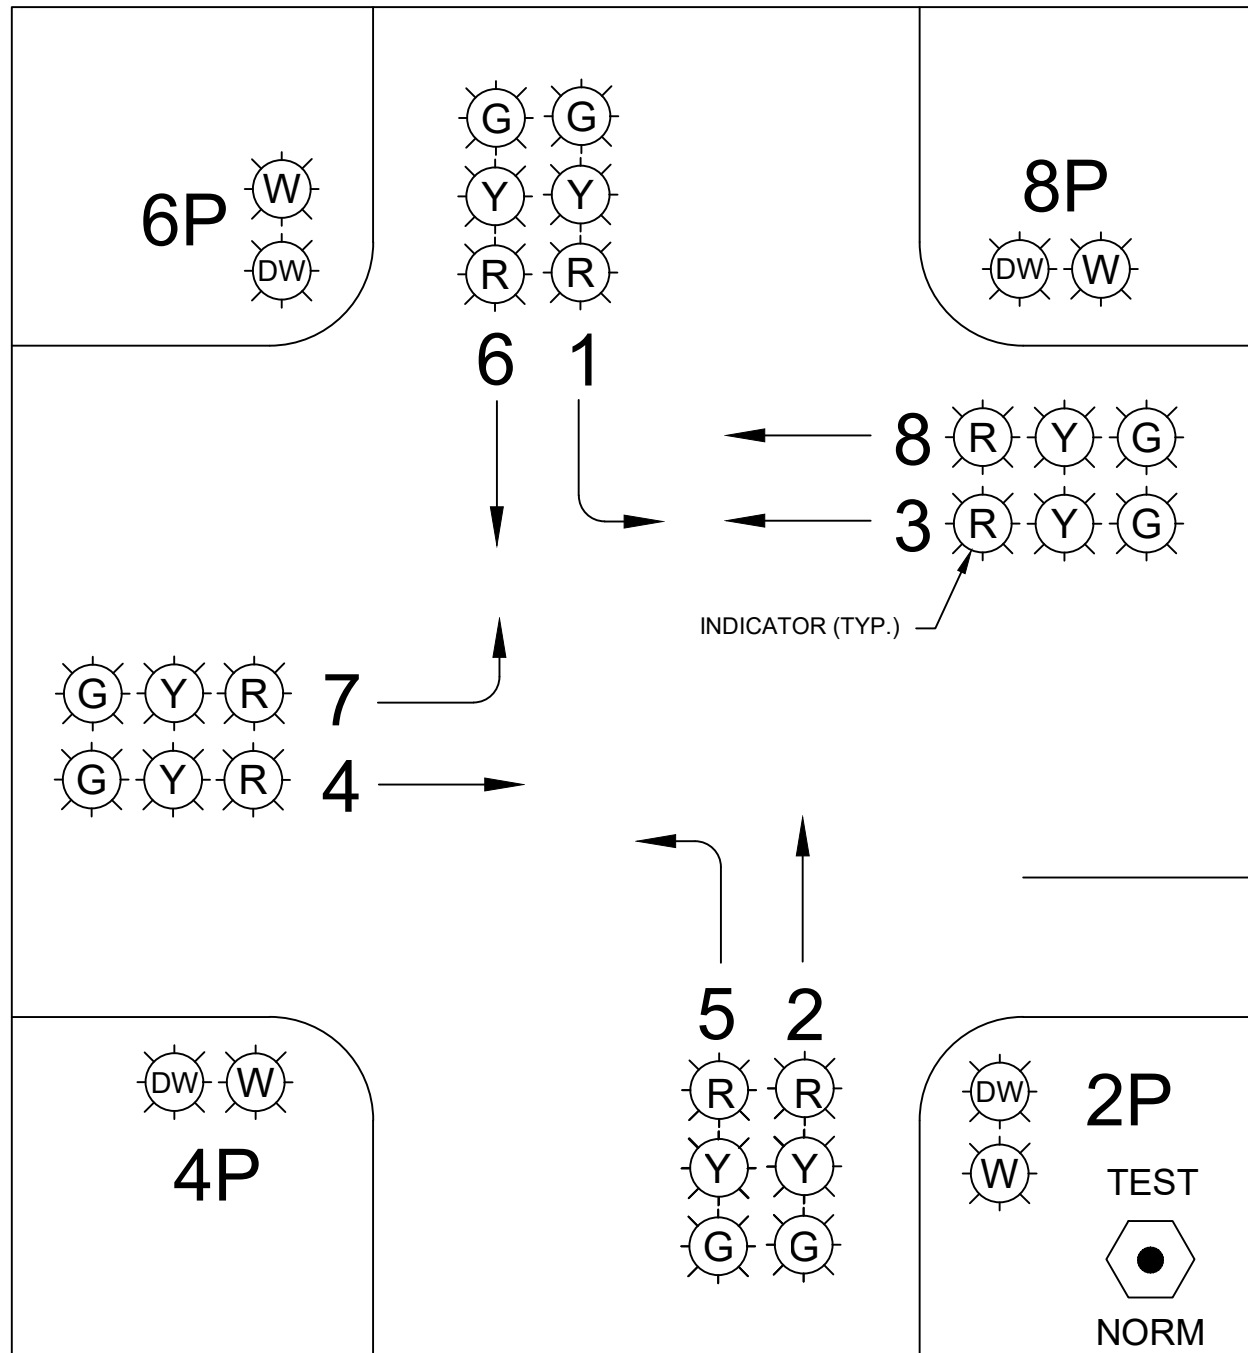 G G
Y Y
R R
6 1
6P
W
DW
8P
DW W
8 R Y G
3 R Y G
INDICATOR (TYP.)
G Y R 7
G Y R 4
5 2
R R
Y Y
G G
DW W
4P
DW
W
2P
TEST
NORM